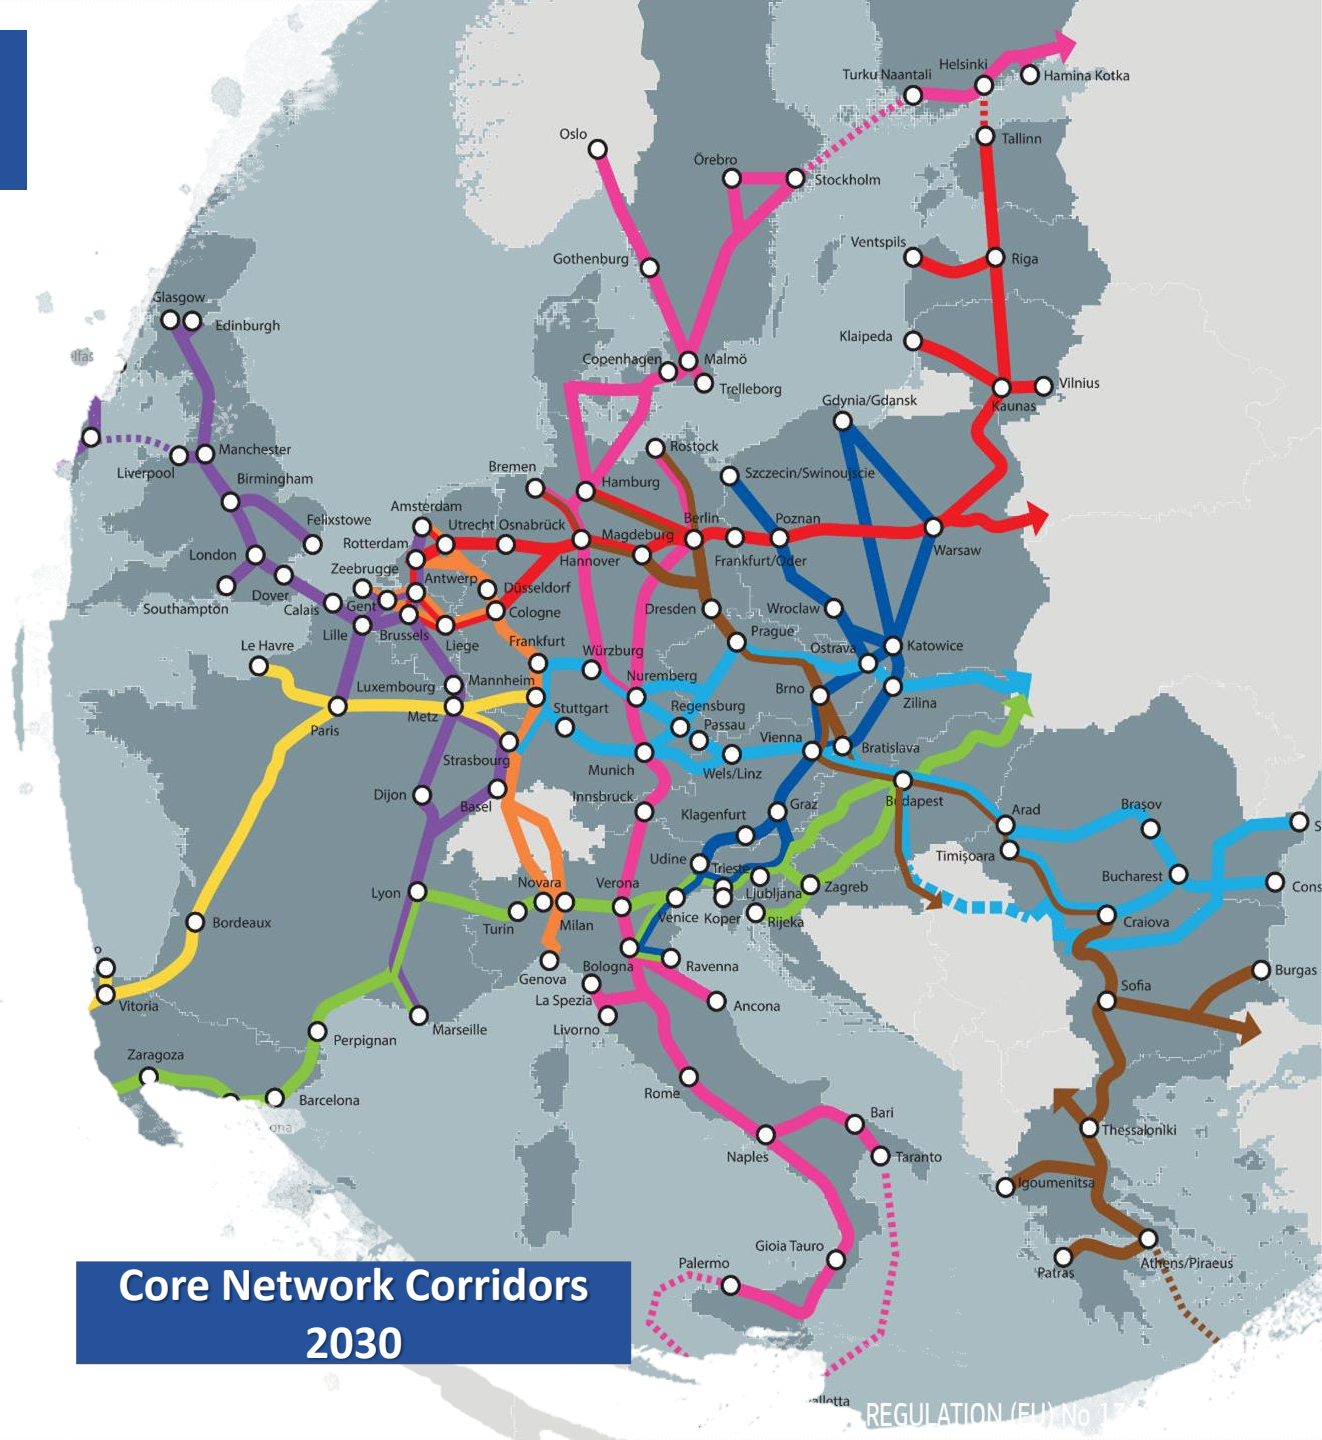 Helsinki
Turku Naantali
Hamina Kotka
Oslo
Tallinn
Örebro
Stockholm
Ventspils
Gothenburg
Riga
Glasgow
Edinburgh
Klaipeda
Copenhagen
Malmö
Trelleborg
Vilnius
Kaunas
Gdynia/Gdansk
Manchester
Rostock
Liverpool
Bremen
Szczecin/Swinoujscie
Birmingham
Hamburg
Amsterdam
Felixstowe
Utrecht
Osnabrück
Berlin
Poznan
Magdeburg
Rotterdam
London
Warsaw
Hannover
Frankfurt/Oder
Zeebrugge
Antwerp
Düsseldorf
Dover
Southampton
Calais
Gent
Cologne
Dresden
Wroclaw
Lille
Brussels
Liege
Prague
Le Havre
Frankfurt
Würzburg
Ostrava
Katowice
Luxembourg
Mannheim
Nuremberg
Brno
Zilina
Metz
Stuttgart
Regensburg
Paris
Passau
Vienna
Bratislava
Strasbourg
Munich
Wels/Linz
Dijon
Basel
Innsbruck
Budapest
Graz
Arad
Brașov
Klagenfurt
S
Timișoara
Udine
Trieste
Bucharest
Lyon
Novara
Verona
Ljubljana
Zagreb
Cons
Bordeaux
Turin
Milan
Venice
Koper
Rijeka
Craiova
Bologna
Ravenna
Genova
Burgas
La Spezia
Sofia
Vitoria
Ancona
Livorno
Marseille
Perpignan
Zaragoza
Rome
Barcelona
Bari
Thessaloniki
Naples
Taranto
Igoumenitsa
Gioia Tauro
Palermo
Patras
Athens/Piraeus
Core Network Corridors
2030
REGULATION (EU) No